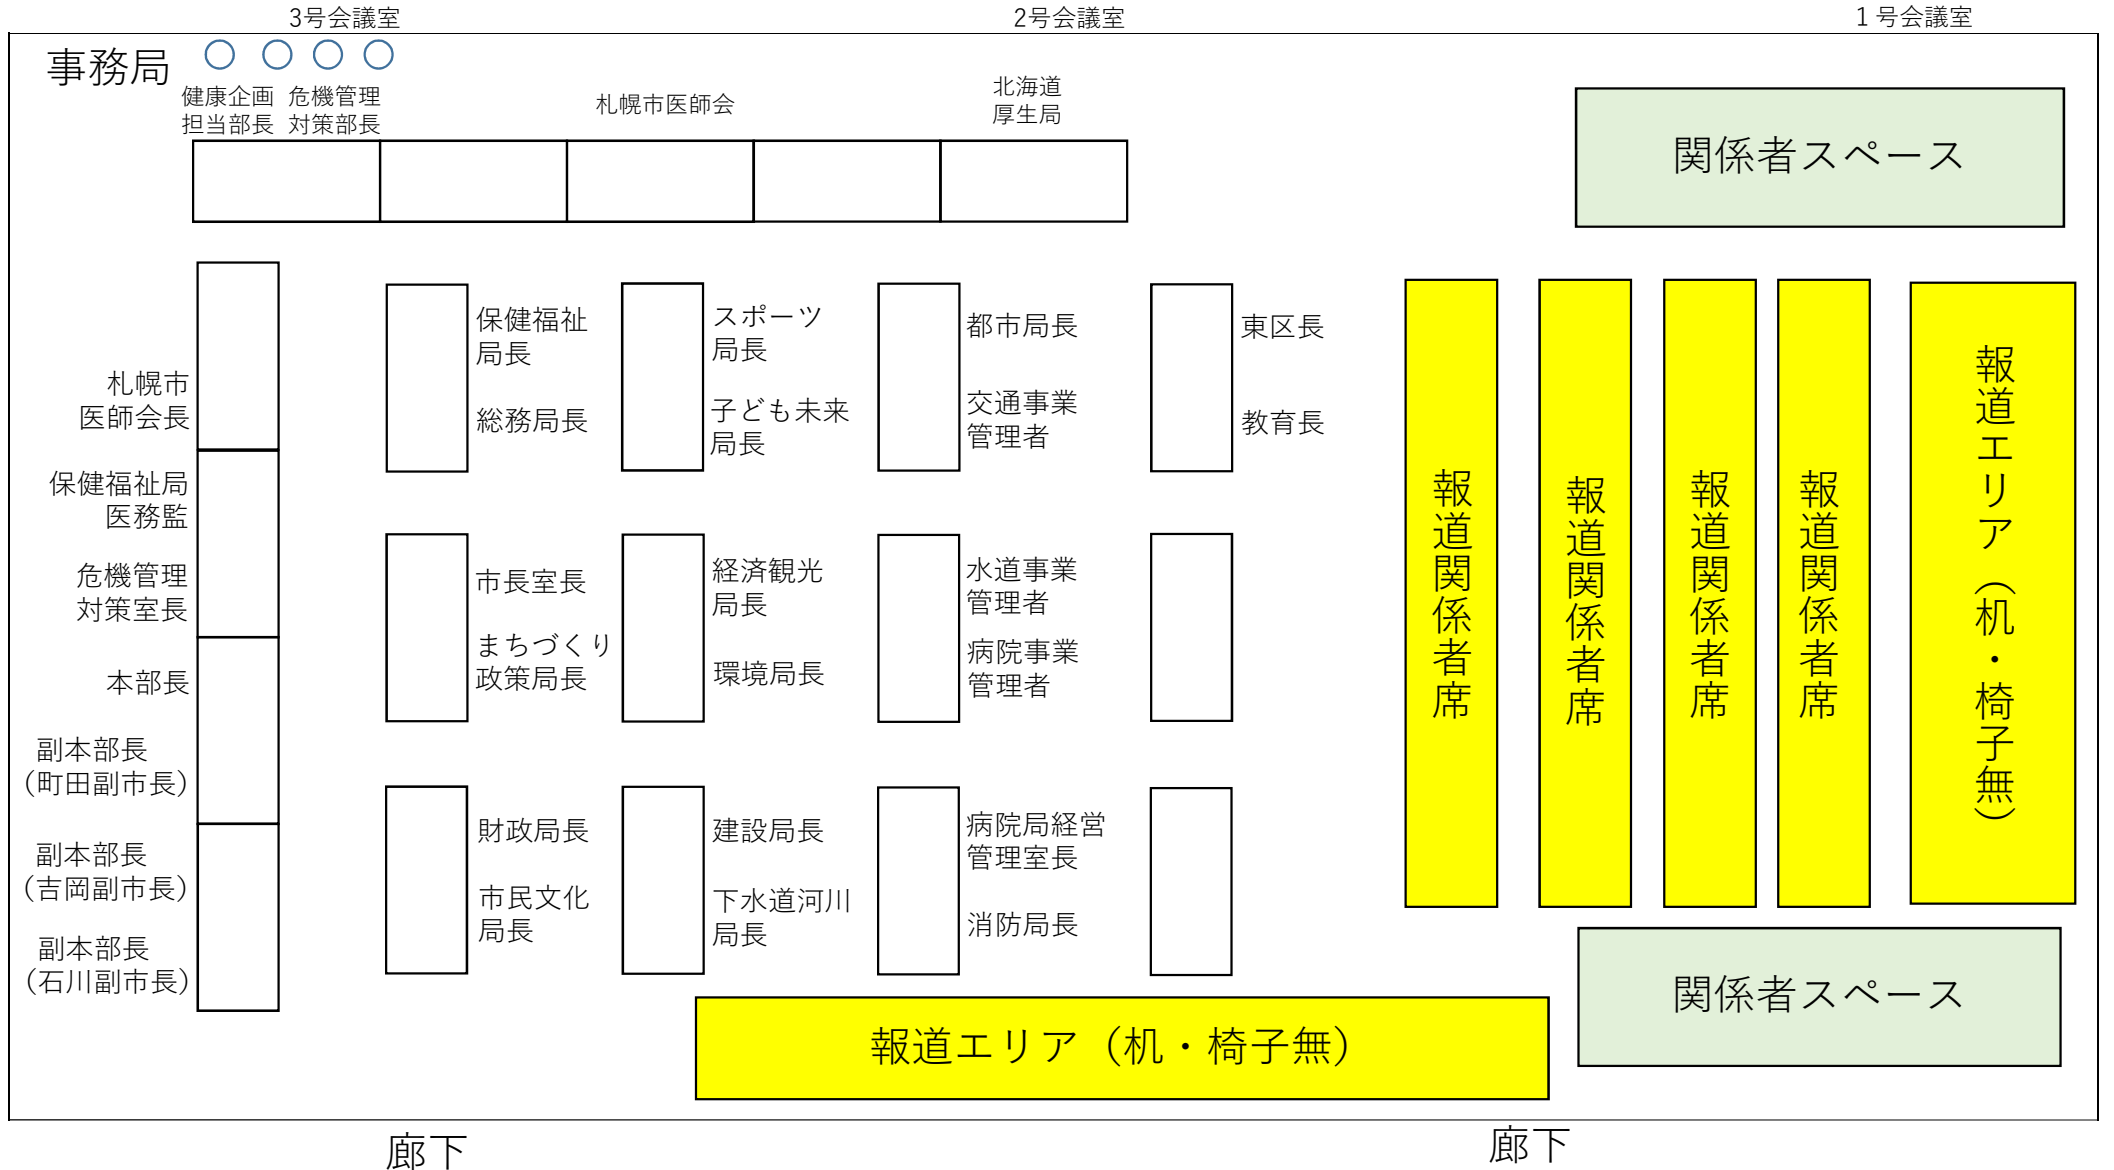 3号会議室
2号会議室
１号会議室
事務局
健康企画
担当部長
危機管理
対策部長
札幌市医師会
北海道
厚生局
関係者スペース
札幌市
医師会長
保健福祉局
医務監
危機管理
対策室長
本部長
副本部長
（町田副市長）
副本部長
（吉岡副市長）
副本部長
（石川副市長）
保健福祉
局長
総務局長
市長室長
まちづくり
政策局長
財政局長
市民文化
局長
スポーツ
局長
子ども未来
局長
経済観光
局長
環境局長
建設局長
下水道河川
局長
都市局長
交通事業
管理者
水道事業
管理者
病院事業
管理者
病院局経営
管理室長
消防局長
東区長
教育長
報道関係者席
報道関係者席
報道関係者席
報道関係者席
報道エリア（机・椅子無）
報道エリア（机・椅子無）
関係者スペース
廊下
廊下